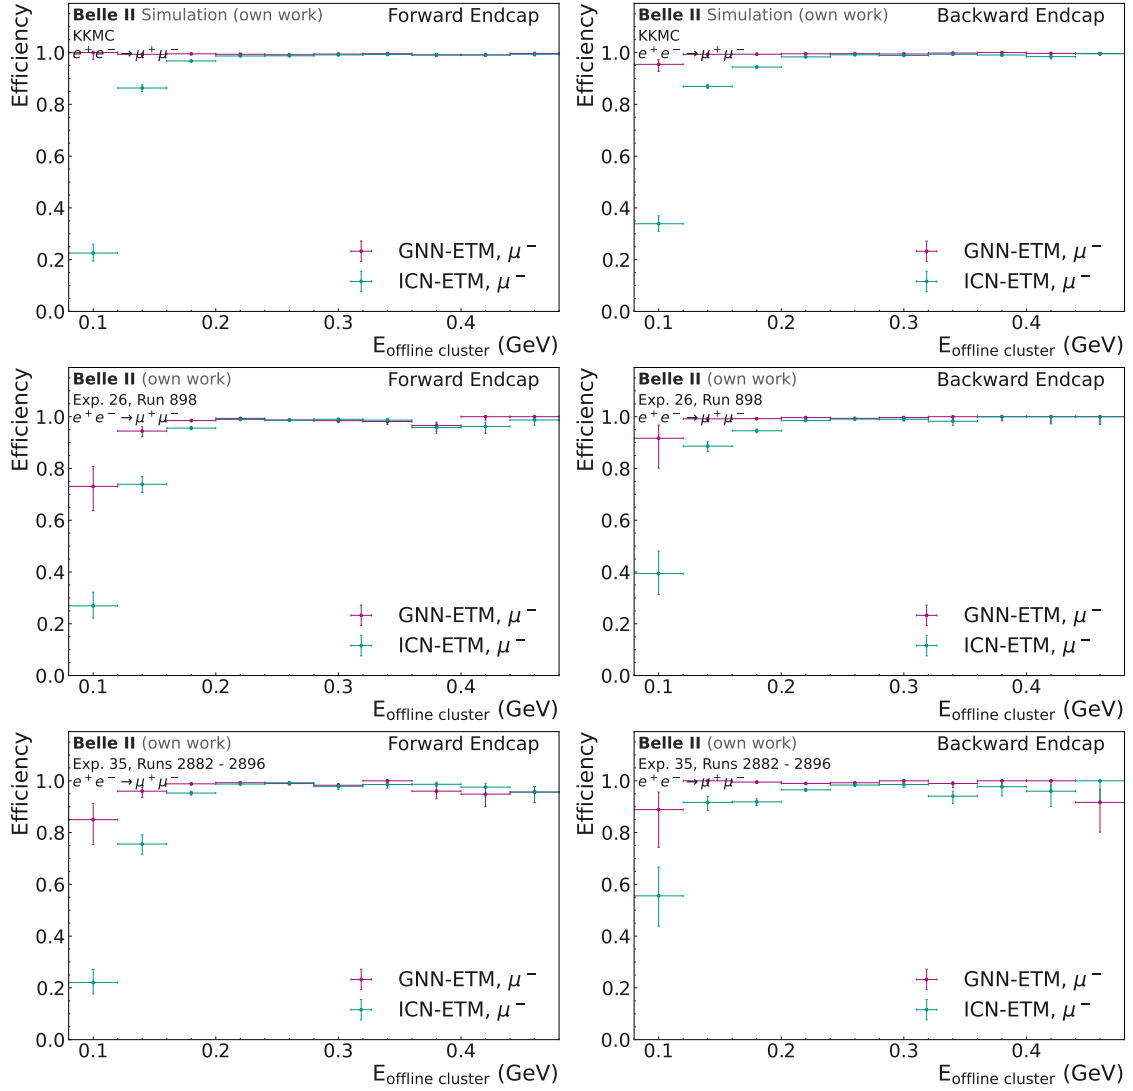 Belle II Simulation (own work)
Forward Endcap
KKMC
e⁺e⁻ → μ⁺μ⁻
Efficiency
1.0
0.8
0.6
0.4
0.2
0.0
GNN-ETM, μ⁻
ICN-ETM, μ⁻
0.1 0.2 0.3 0.4
E offline cluster (GeV)
Belle II Simulation (own work)
Backward Endcap
KKMC
e⁺e⁻ → μ⁺μ⁻
Efficiency
1.0
0.8
0.6
0.4
0.2
0.0
GNN-ETM, μ⁻
ICN-ETM, μ⁻
0.1 0.2 0.3 0.4
E offline cluster (GeV)
Belle II (own work)
Forward Endcap
Exp. 26, Run 898
e⁺e⁻ → μ⁺μ⁻
Efficiency
1.0
0.8
0.6
0.4
0.2
0.0
GNN-ETM, μ⁻
ICN-ETM, μ⁻
0.1 0.2 0.3 0.4
E offline cluster (GeV)
Belle II (own work)
Backward Endcap
Exp. 26, Run 898
e⁺e⁻ → μ⁺μ⁻
Efficiency
1.0
0.8
0.6
0.4
0.2
0.0
GNN-ETM, μ⁻
ICN-ETM, μ⁻
0.1 0.2 0.3 0.4
E offline cluster (GeV)
Belle II (own work)
Forward Endcap
Exp. 35, Runs 2882 - 2896
e⁺e⁻ → μ⁺μ⁻
Efficiency
1.0
0.8
0.6
0.4
0.2
0.0
GNN-ETM, μ⁻
ICN-ETM, μ⁻
0.1 0.2 0.3 0.4
E offline cluster (GeV)
Belle II (own work)
Backward Endcap
Exp. 35, Runs 2882 - 2896
e⁺e⁻ → μ⁺μ⁻
Efficiency
1.0
0.8
0.6
0.4
0.2
0.0
GNN-ETM, μ⁻
ICN-ETM, μ⁻
0.1 0.2 0.3 0.4
E offline cluster (GeV)